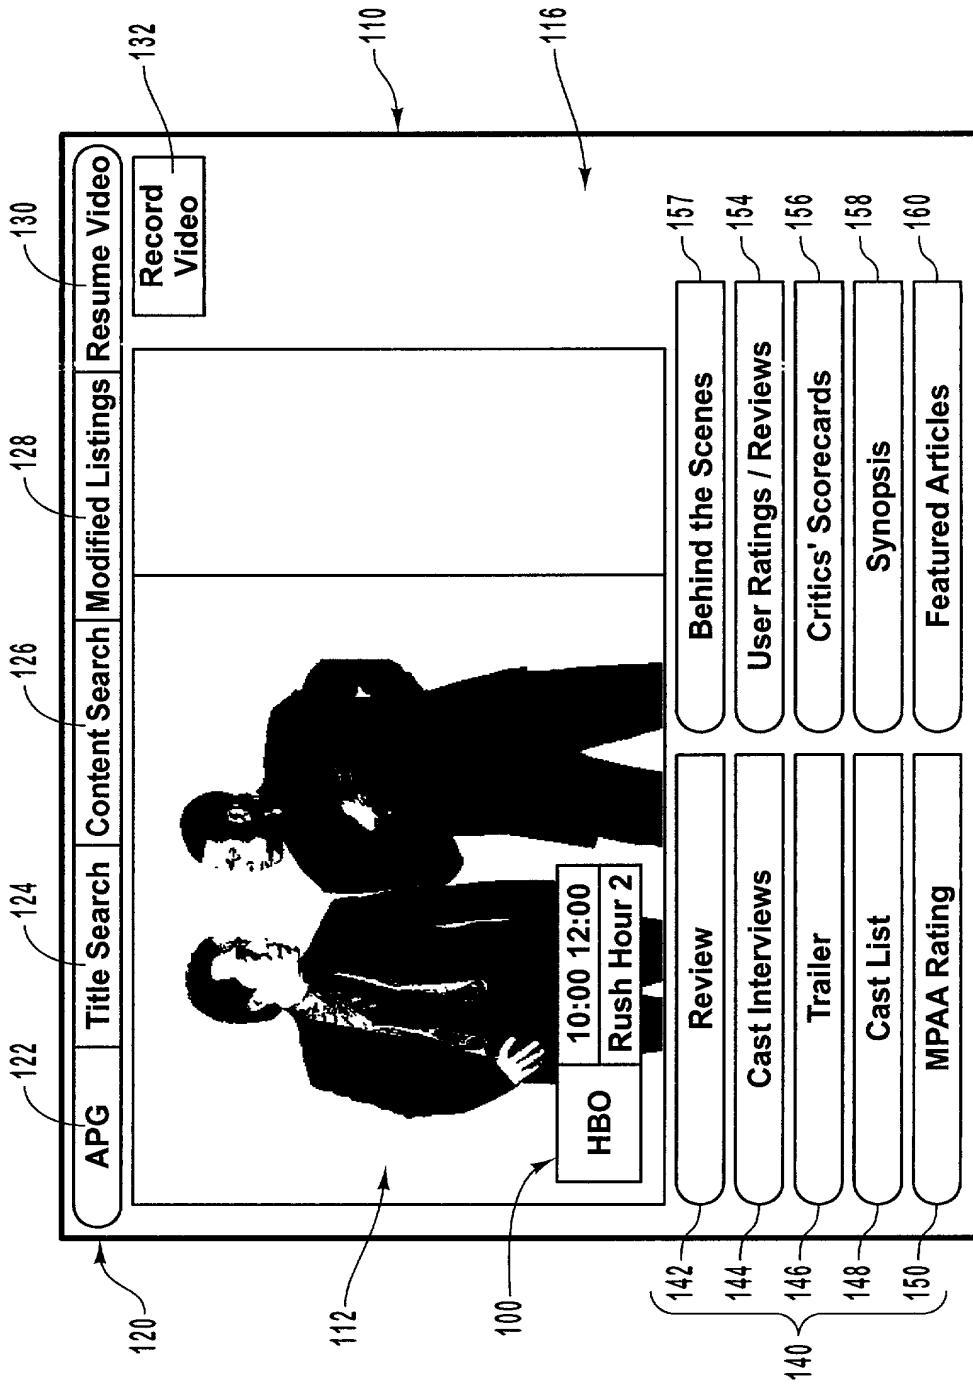 122
124
126
128
130
132
120
APG
Title Search
Content Search
Modified Listings
Resume Video
Record
Video
110
116
112
100
HBO
10:00 12:00
Rush Hour 2
142
Review
Behind the Scenes
157
144
Cast Interviews
User Ratings / Reviews
154
146
Trailer
Critics' Scorecards
156
148
Cast List
Synopsis
158
150
MPAA Rating
Featured Articles
160
140